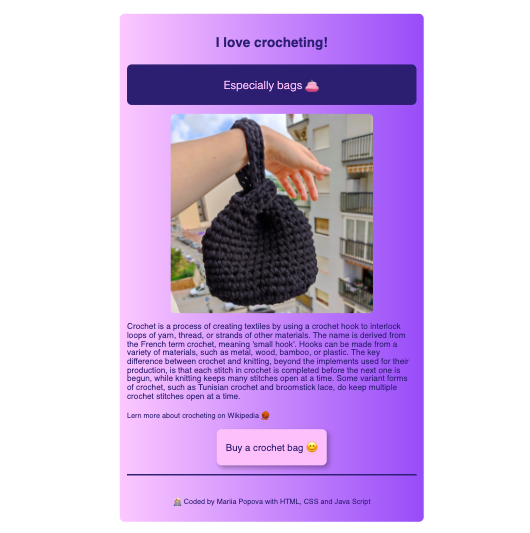 I love crocheting!
Especially bags 👛
Crochet is a process of creating textiles by using a crochet hook to interlock
loops of yarn, thread, or strands of other materials. The name is derived from
the French term crochet, meaning 'small hook'. Hooks can be made from a
variety of materials, such as metal, wood, bamboo, or plastic. The key
difference between crochet and knitting, beyond the implements used for their
production, is that each stitch in crochet is completed before the next one is
begun, while knitting keeps many stitches open at a time. Some variant forms
of crochet, such as Tunisian crochet and broomstick lace, do keep multiple
crochet stitches open at a time.
Lern more about crocheting on Wikipedia 🧶
Buy a crochet bag 😊
👩🏼‍💻 Coded by Mariia Popova with HTML, CSS and Java Script